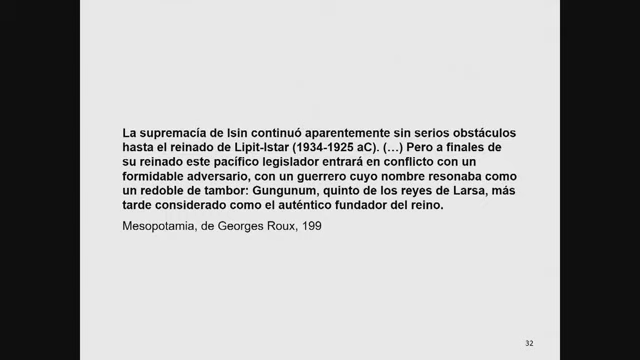 La supremacía de Isin continuó aparentemente sin serios obstáculos
hasta el reinado de Lipit-Istar (1934-1925 aC). (…) Pero a finales de
su reinado este pacífico legislador entrará en conflicto con un
formidable adversario, con un guerrero cuyo nombre resonaba como
un redoble de tambor: Gungunum, quinto de los reyes de Larsa, más
tarde considerado como el auténtico fundador del reino.
Mesopotamia, de Georges Roux, 199
32